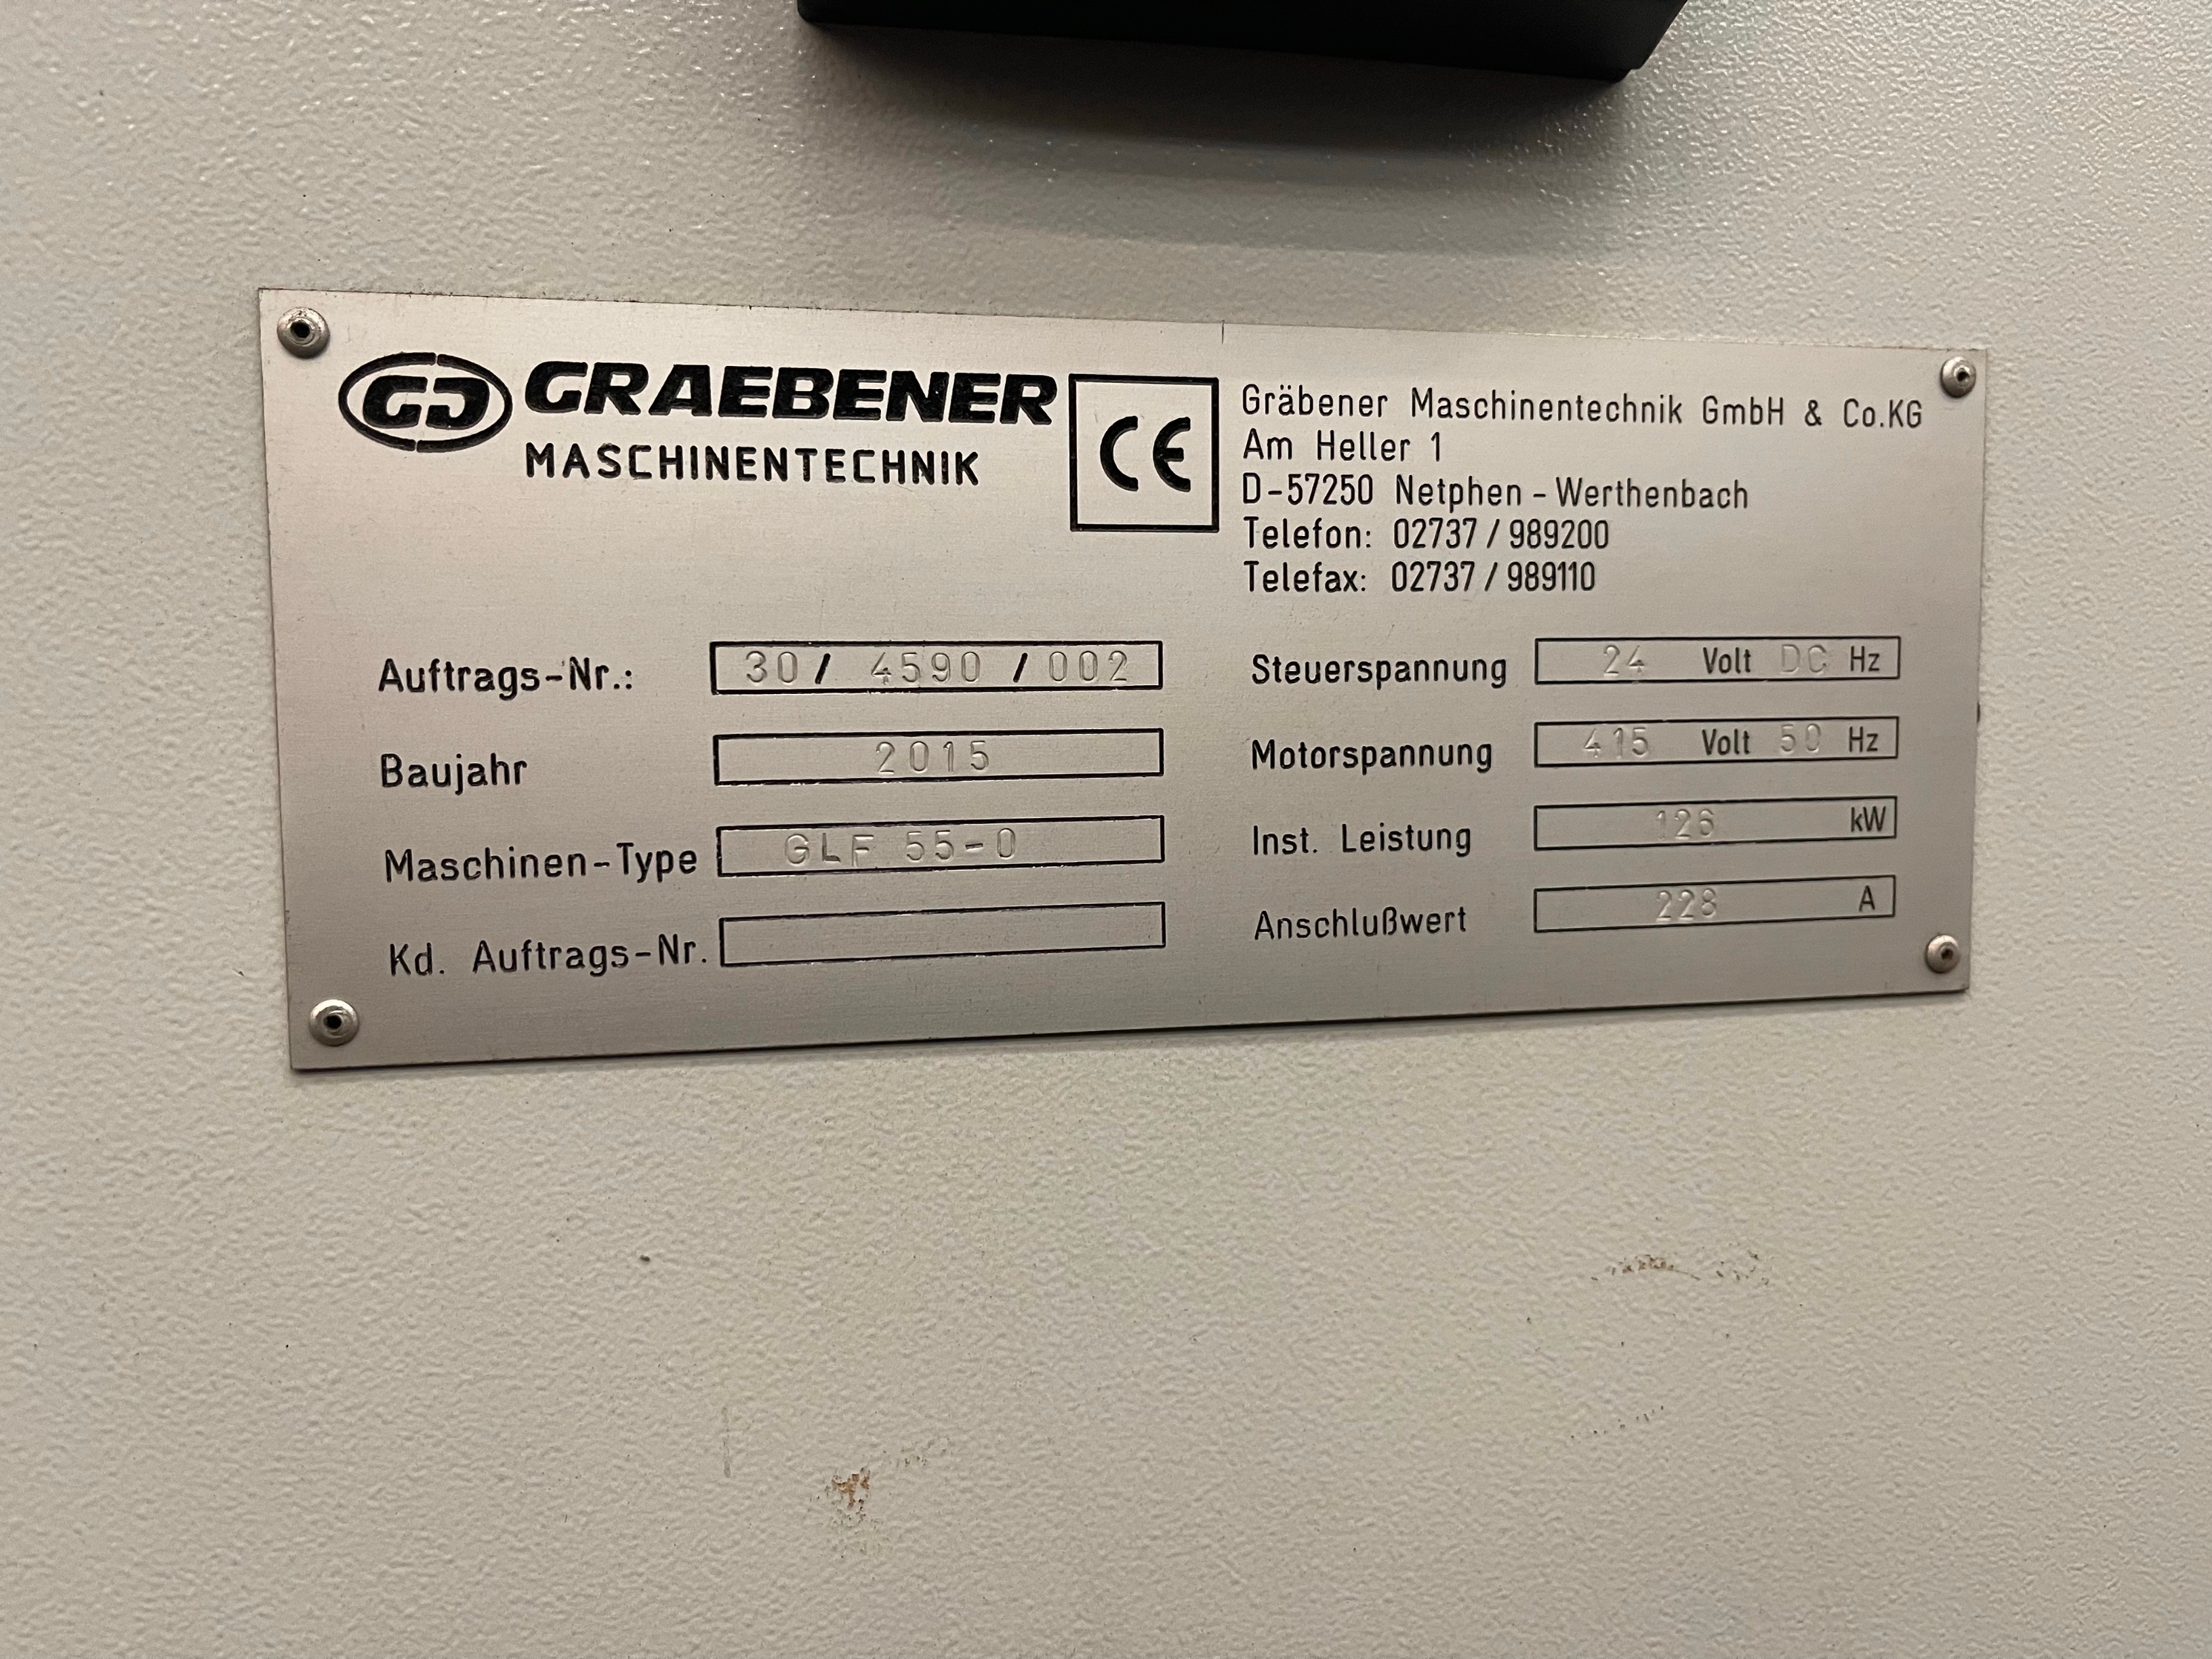 GRAEBENER
MASCHINENTECHNIK
CE
Gräbener Maschinentechnik GmbH & Co.KG
Am Heller 1
D-57250 Netphen - Werthenbach
Telefon: 02737 / 989200
Telefax: 02737 / 989110
Auftrags-Nr.: 30/ 4590 /002
Baujahr 2015
Maschinen-Type GLF 55-0
Kd. Auftrags-Nr.
Steuerspannung 24 Volt DC Hz
Motorspannung 415 Volt 50 Hz
Inst. Leistung 126 kW
Anschlußwert 228 A